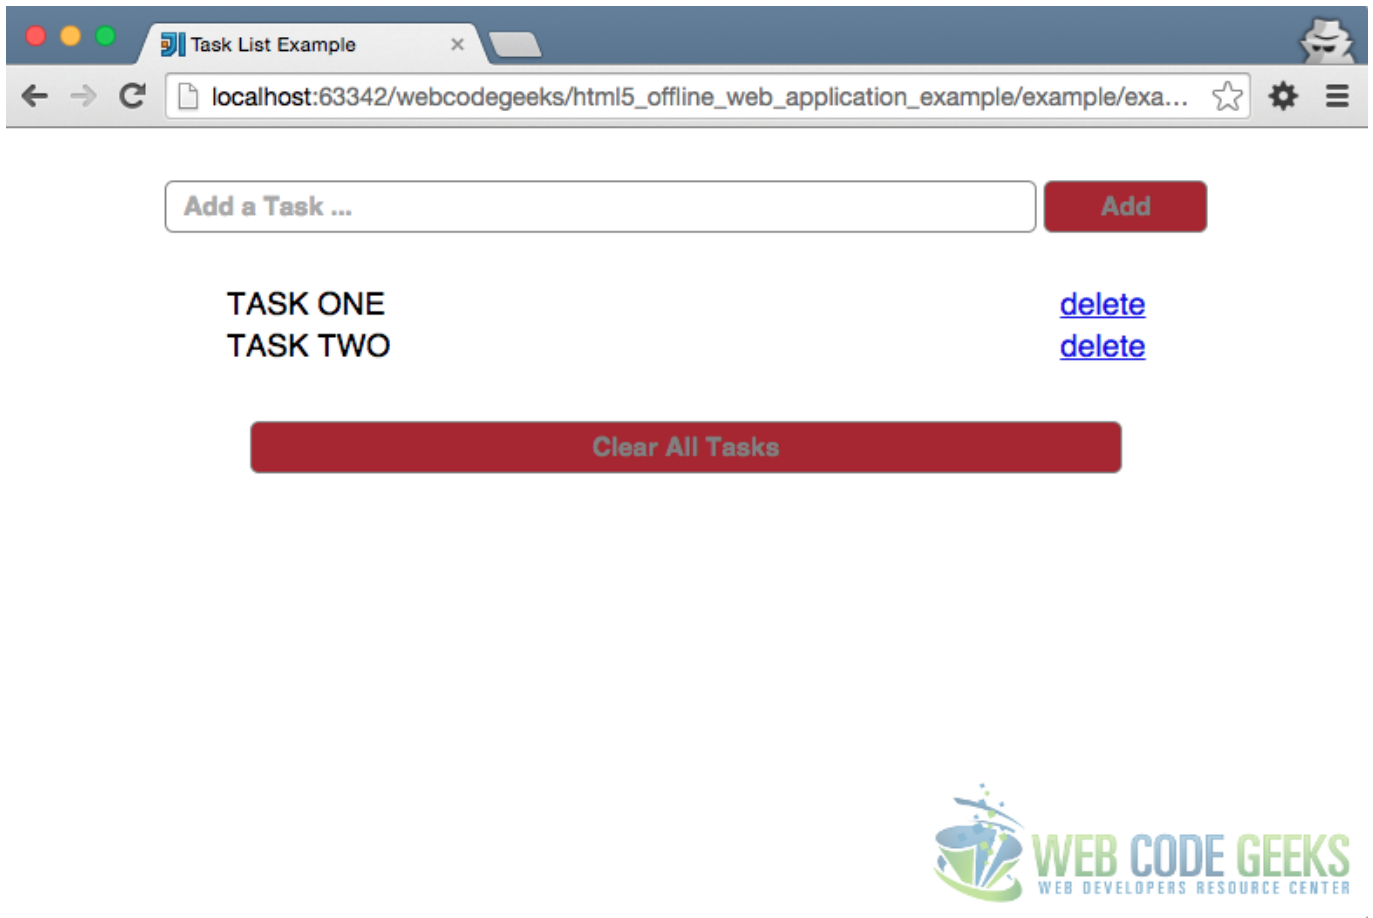 Task List Example
localhost:63342/webcodegeeks/html5_offline_web_application_example/example/exa...
Add a Task ...
Add
TASK ONE
delete
TASK TWO
delete
Clear All Tasks
WEB CODE GEEKS
WEB DEVELOPERS RESOURCE CENTER